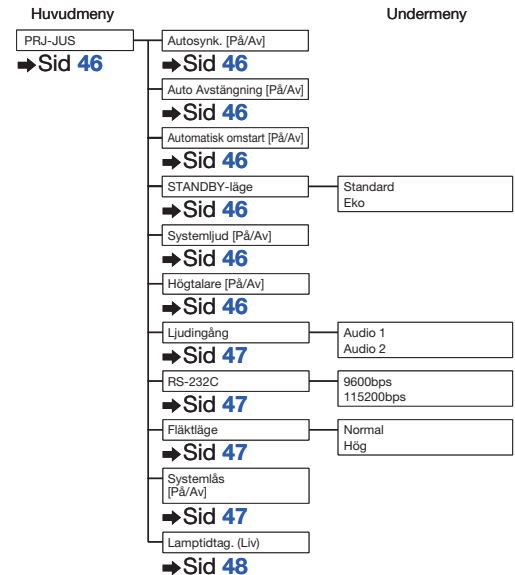 Huvudmeny
Undermeny
PRJ-JUS
➡Sid 46
Autosynk. [På/Av]
➡Sid 46
Auto Avstängning [På/Av]
➡Sid 46
Automatisk omstart [På/Av]
➡Sid 46
STANDBY-läge
➡Sid 46
Standard
Eko
Systemljud [På/Av]
➡Sid 46
Högtalare [På/Av]
➡Sid 46
Ljudingång
➡Sid 47
Audio 1
Audio 2
RS-232C
➡Sid 47
9600bps
115200bps
Fläktläge
➡Sid 47
Normal
Hög
Systemlås
[På/Av]
➡Sid 47
Lamptidtag. (Liv)
➡Sid 48